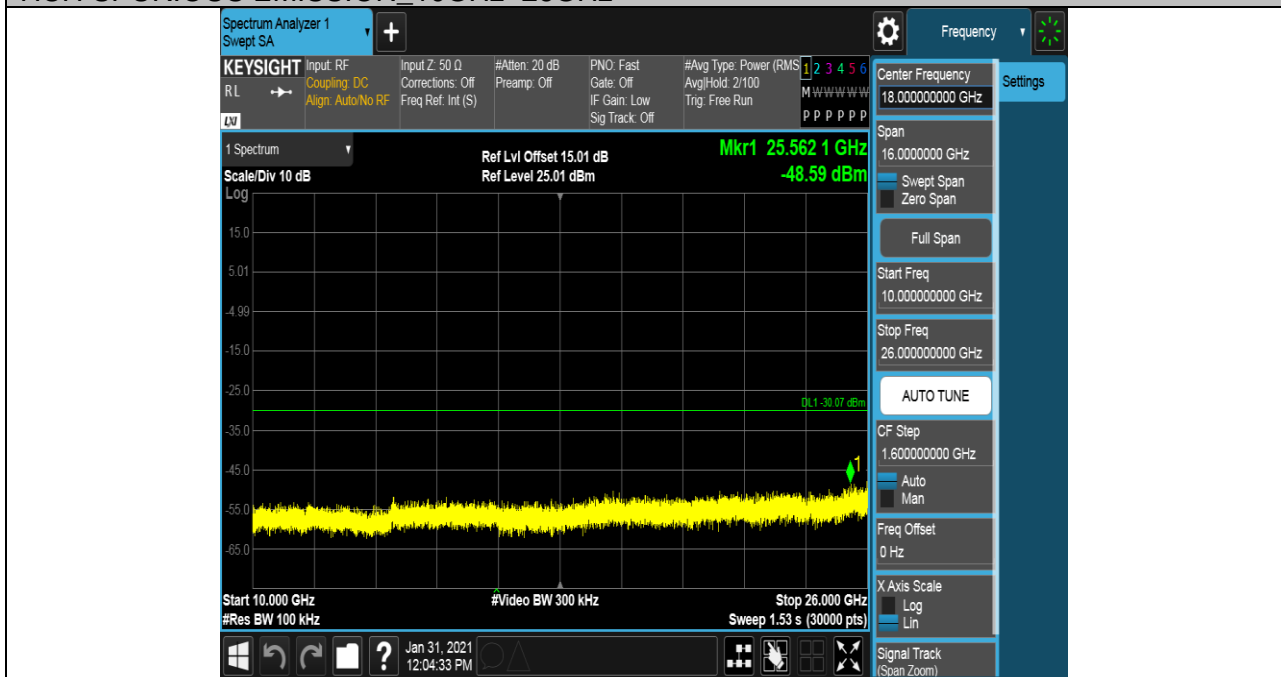 Spectrum Analyzer 1
Swept SA
+
Frequency
KEYSIGHT
RL
LXI
Input: RF
Coupling: DC
Align: Auto/No RF
Input Z: 50 Ω
Corrections: Off
Freq Ref: Int (S)
#Atten: 20 dB
Preamp: Off
PNO: Fast
Gate: Off
IF Gain: Low
Sig Track: Off
#Avg Type: Power (RMS
Avg|Hold: 2/100
Trig: Free Run
1 2 3 4 5 6
M W W W W W
P P P P P P
1 Spectrum
Scale/Div 10 dB
Log
Ref Lvl Offset 15.01 dB
Ref Level 25.01 dBm
Mkr1 25.562 1 GHz
-48.59 dBm
15.0
5.01
-4.99
-15.0
-25.0
DL1 -30.07 dBm
-35.0
-45.0
1
-55.0
-65.0
Start 10.000 GHz
#Video BW 300 kHz
Stop 26.000 GHz
#Res BW 100 kHz
Sweep 1.53 s (30000 pts)
?
Jan 31, 2021
12:04:33 PM
Center Frequency
18.000000000 GHz
Settings
Span
16.0000000 GHz
Swept Span
Zero Span
Full Span
Start Freq
10.000000000 GHz
Stop Freq
26.000000000 GHz
AUTO TUNE
CF Step
1.600000000 GHz
Auto
Man
Freq Offset
0 Hz
X Axis Scale
Log
Lin
Signal Track
(Span Zoom)